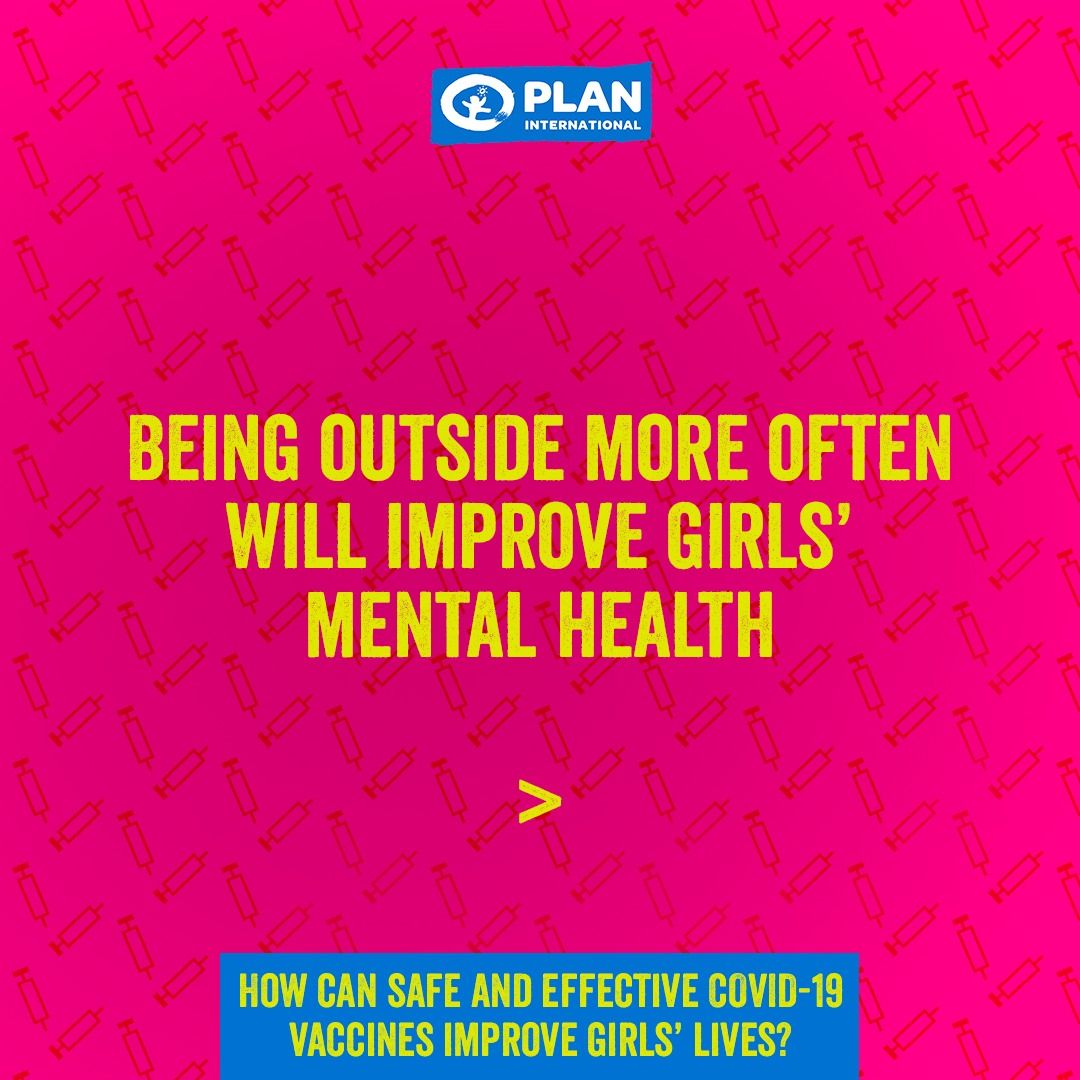 PLAN
INTERNATIONAL
BEING OUTSIDE MORE OFTEN
WILL IMPROVE GIRLS’
MENTAL HEALTH
>
HOW CAN SAFE AND EFFECTIVE COVID-19
VACCINES IMPROVE GIRLS’ LIVES?